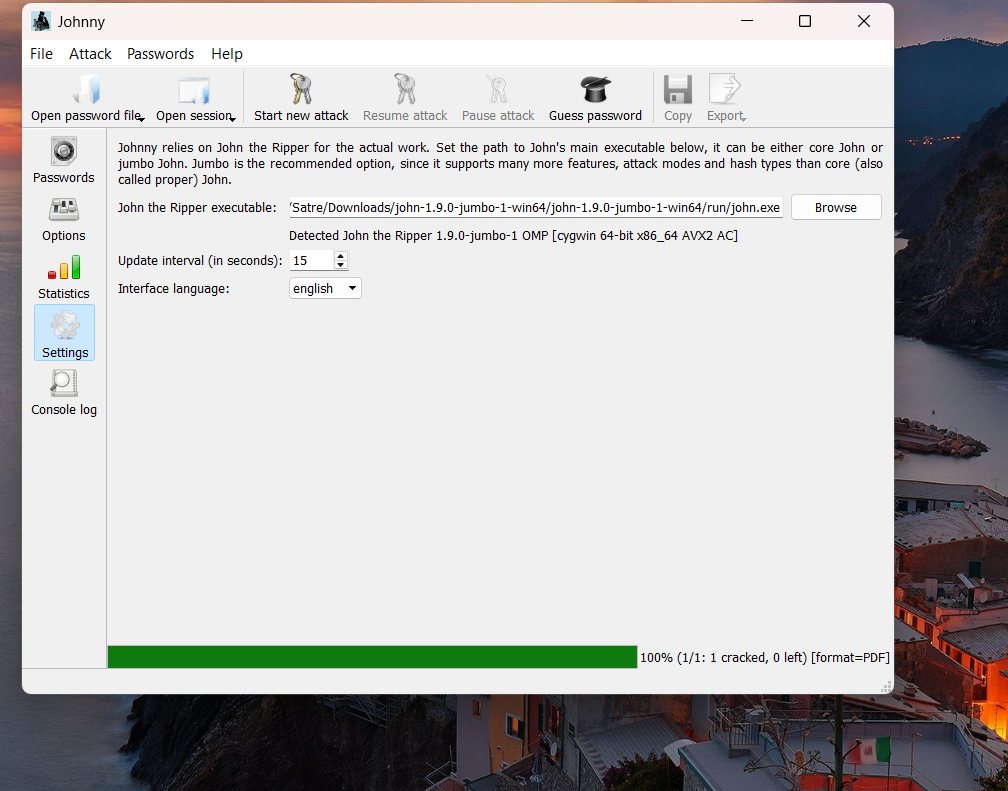 Johnny
File Attack Passwords Help
Open password file Open session Start new attack Resume attack Pause attack Guess password Copy Export
Passwords
Options
Statistics
Settings
Console log
Johnny relies on John the Ripper for the actual work. Set the path to John's main executable below, it can be either core John or
jumbo John. Jumbo is the recommended option, since it supports many more features, attack modes and hash types than core (also
called proper) John.
John the Ripper executable: 'Satre/Downloads/john-1.9.0-jumbo-1-win64/john-1.9.0-jumbo-1-win64/run/john.exe Browse
Detected John the Ripper 1.9.0-jumbo-1 OMP [cygwin 64-bit x86_64 AVX2 AC]
Update interval (in seconds): 15
Interface language: english
100% (1/1: 1 cracked, 0 left) [format=PDF]